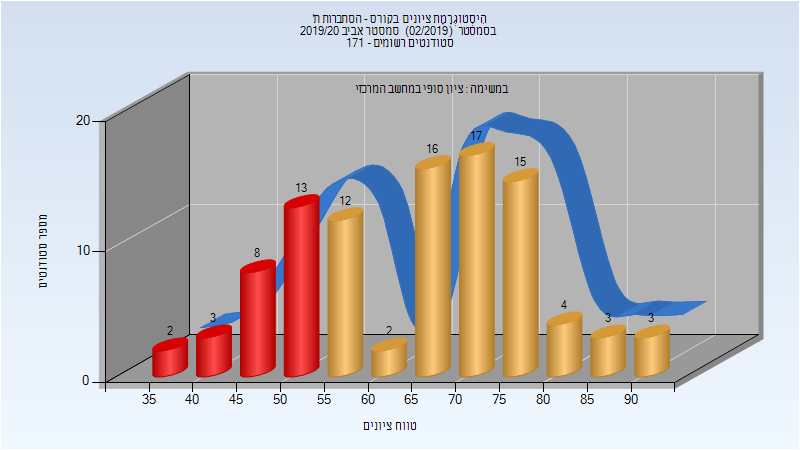 היסטוגרמת ציונים בקורס - הסתברות ת'
בסמסטר (02/2019) סמסטר אביב 2019/20
סטודנטים רשומים - 171
במשימה : ציון סופי במחשב המרכזי
מספר סטודנטים
20
10
0
2
3
8
13
12
2
16
17
15
4
3
3
35 40 45 50 55 60 65 70 75 80 85 90
טווח ציונים